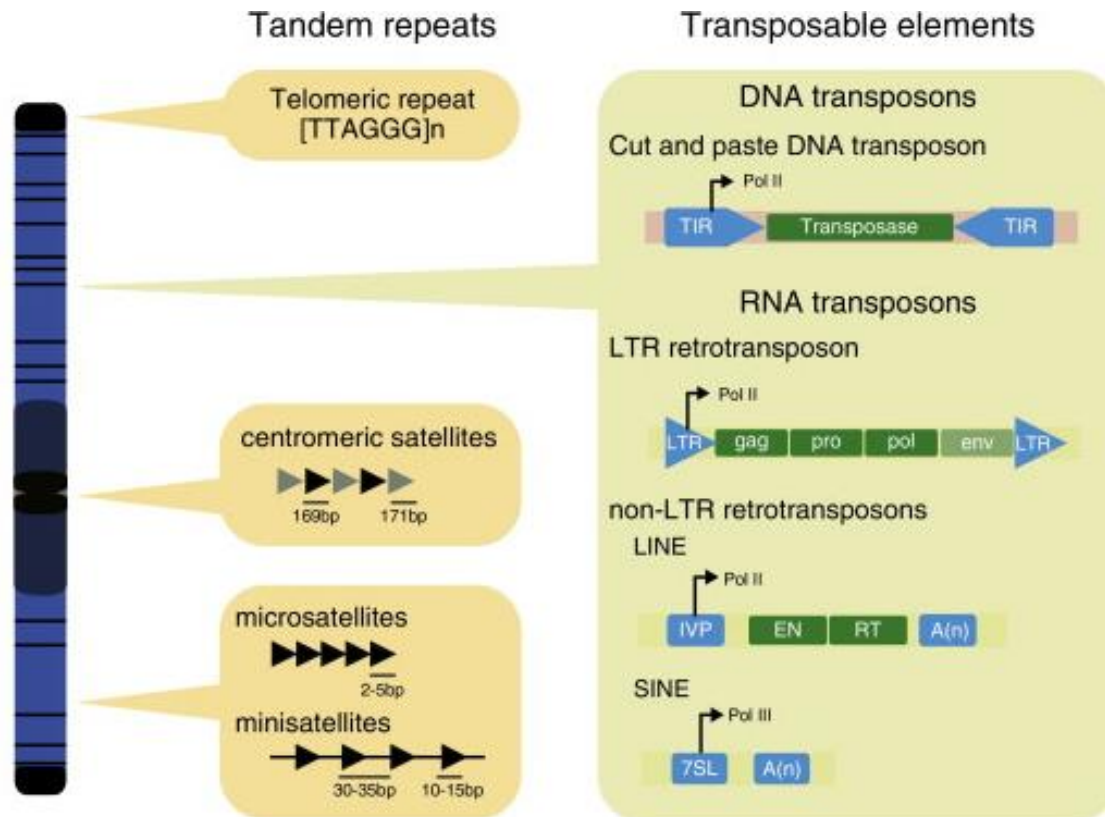 Tandem repeats
Telomeric repeat
[TTAGGG]n
centromeric satellites
169bp 171bp
microsatellites
2-5bp
minisatellites
30-35bp 10-15bp
Transposable elements
DNA transposons
Cut and paste DNA transposon
Pol II
TIR Transposase TIR
RNA transposons
LTR retrotransposon
Pol II
LTR gag pro pol env LTR
non-LTR retrotransposons
LINE
Pol II
IVP EN RT A(n)
SINE
Pol III
7SL A(n)